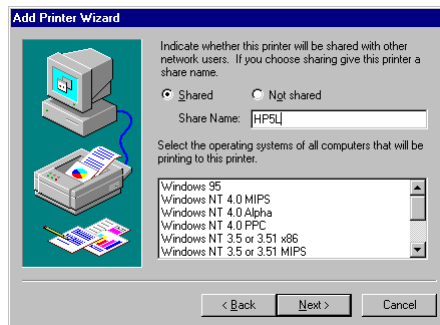 Add Printer Wizard
Indicate whether this printer will be shared with other
network users. If you choose sharing give this printer a
share name.
Shared Not shared
Share Name: HP5L
Select the operating systems of all computers that will be
printing to this printer.
Windows 95
Windows NT 4.0 MIPS
Windows NT 4.0 Alpha
Windows NT 4.0 PPC
Windows NT 3.5 or 3.51 x86
Windows NT 3.5 or 3.51 MIPS
< Back Next > Cancel